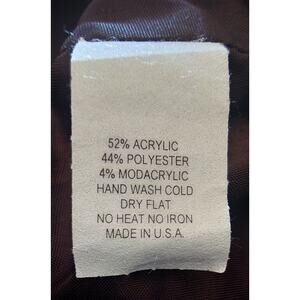 52% ACRYLIC
44% POLYESTER
4% MODACRYLIC
HAND WASH COLD
DRY FLAT
NO HEAT NO IRON
MADE IN U.S.A.